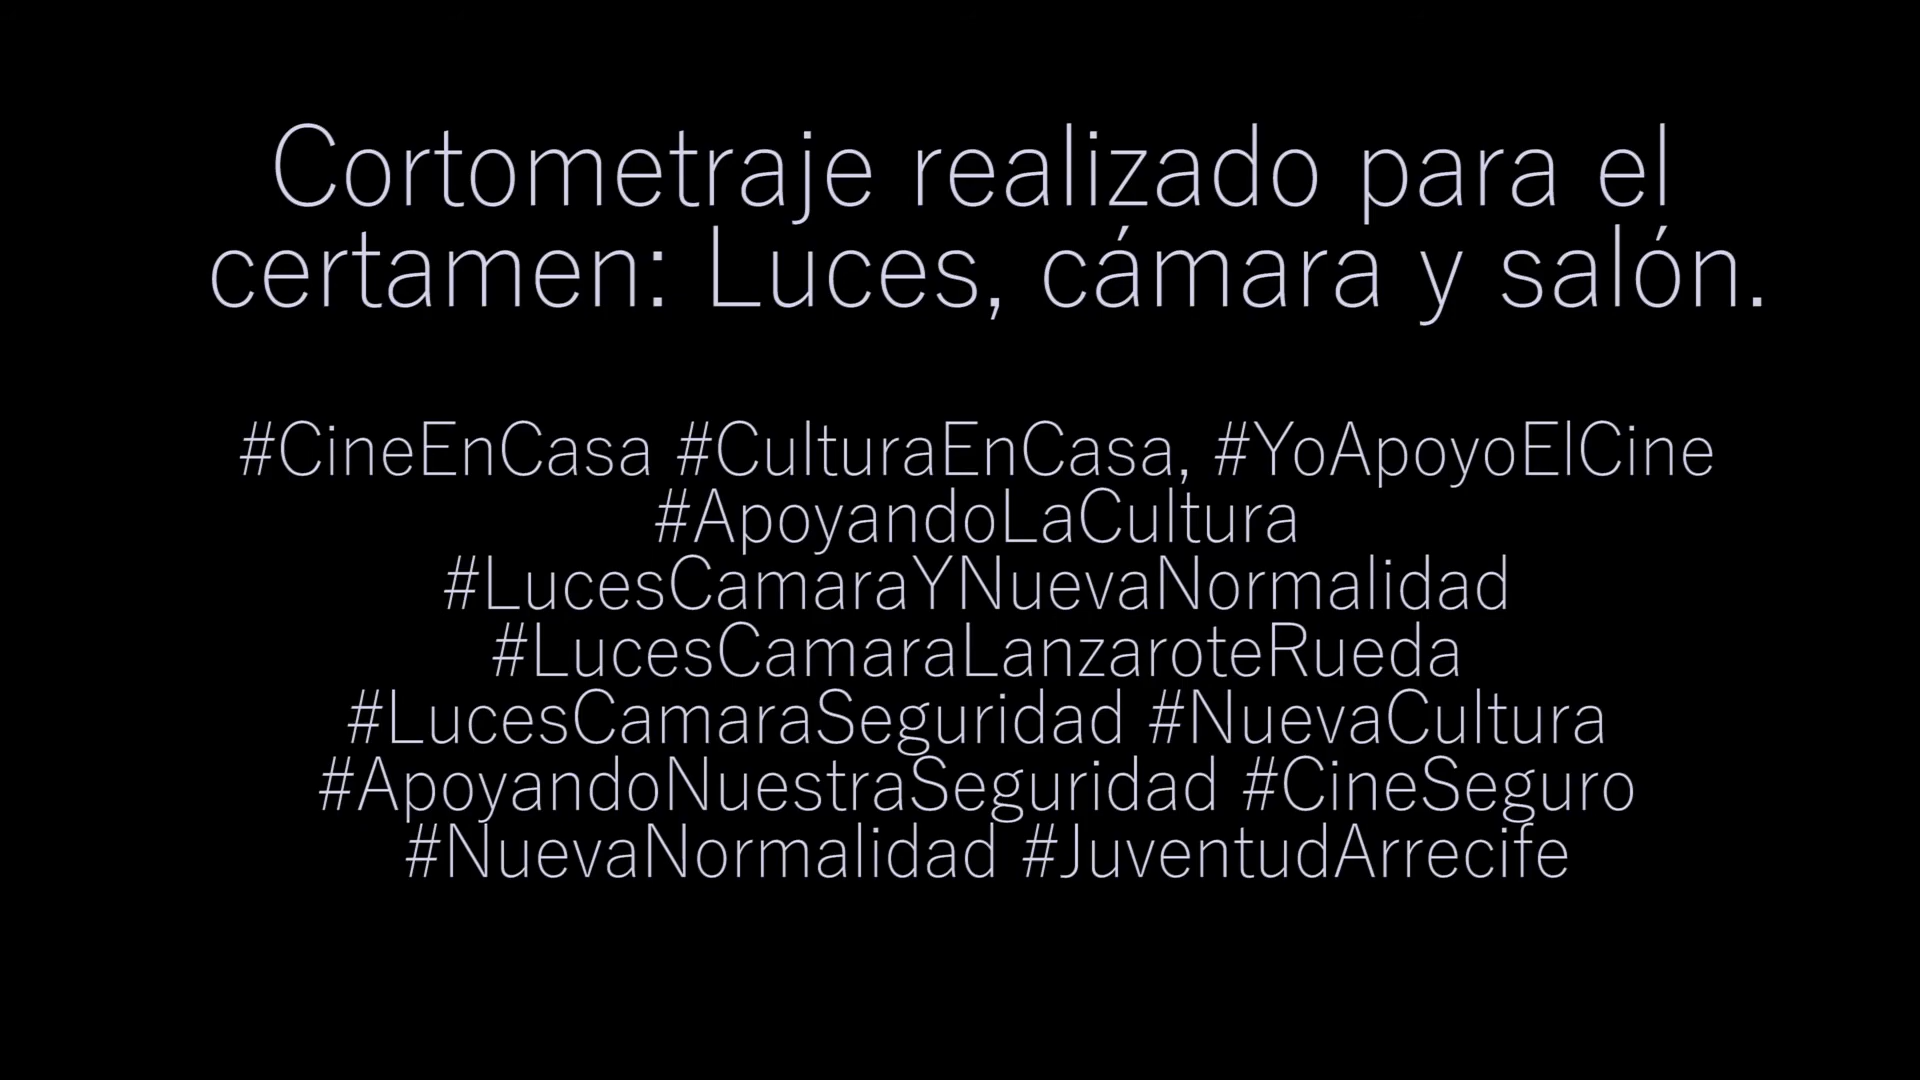 Cortometraje realizado para el
certamen: Luces, cámara y salón.
#CineEnCasa #CulturaEnCasa, #YoApoyoElCine
#ApoyandoLaCultura
#LucesCamaraYNuevaNormalidad
#LucesCamaraLanzaroteRueda
#LucesCamaraSeguridad #NuevaCultura
#ApoyandoNuestraSeguridad #CineSeguro
#NuevaNormalidad #JuventudArrecife